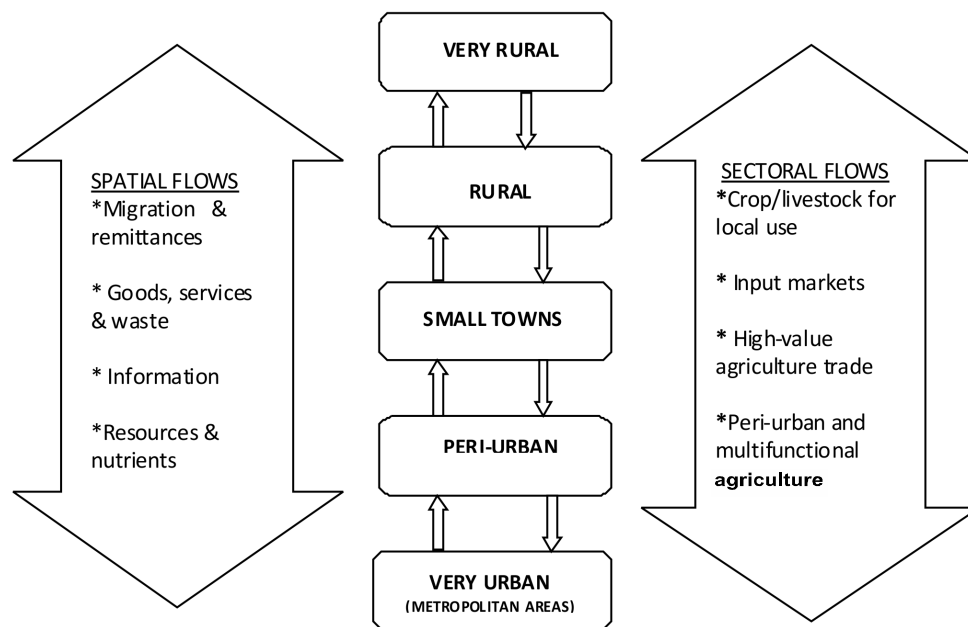 VERY RURAL
RURAL
SMALL TOWNS
PERI-URBAN
VERY URBAN
(METROPOLITAN AREAS)
SPATIAL FLOWS
*Migration &
remittances
* Goods, services
& waste
* Information
*Resources &
nutrients
SECTORAL FLOWS
*Crop/livestock for
local use
* Input markets
* High-value
agriculture trade
*Peri-urban and
multifunctional
agriculture